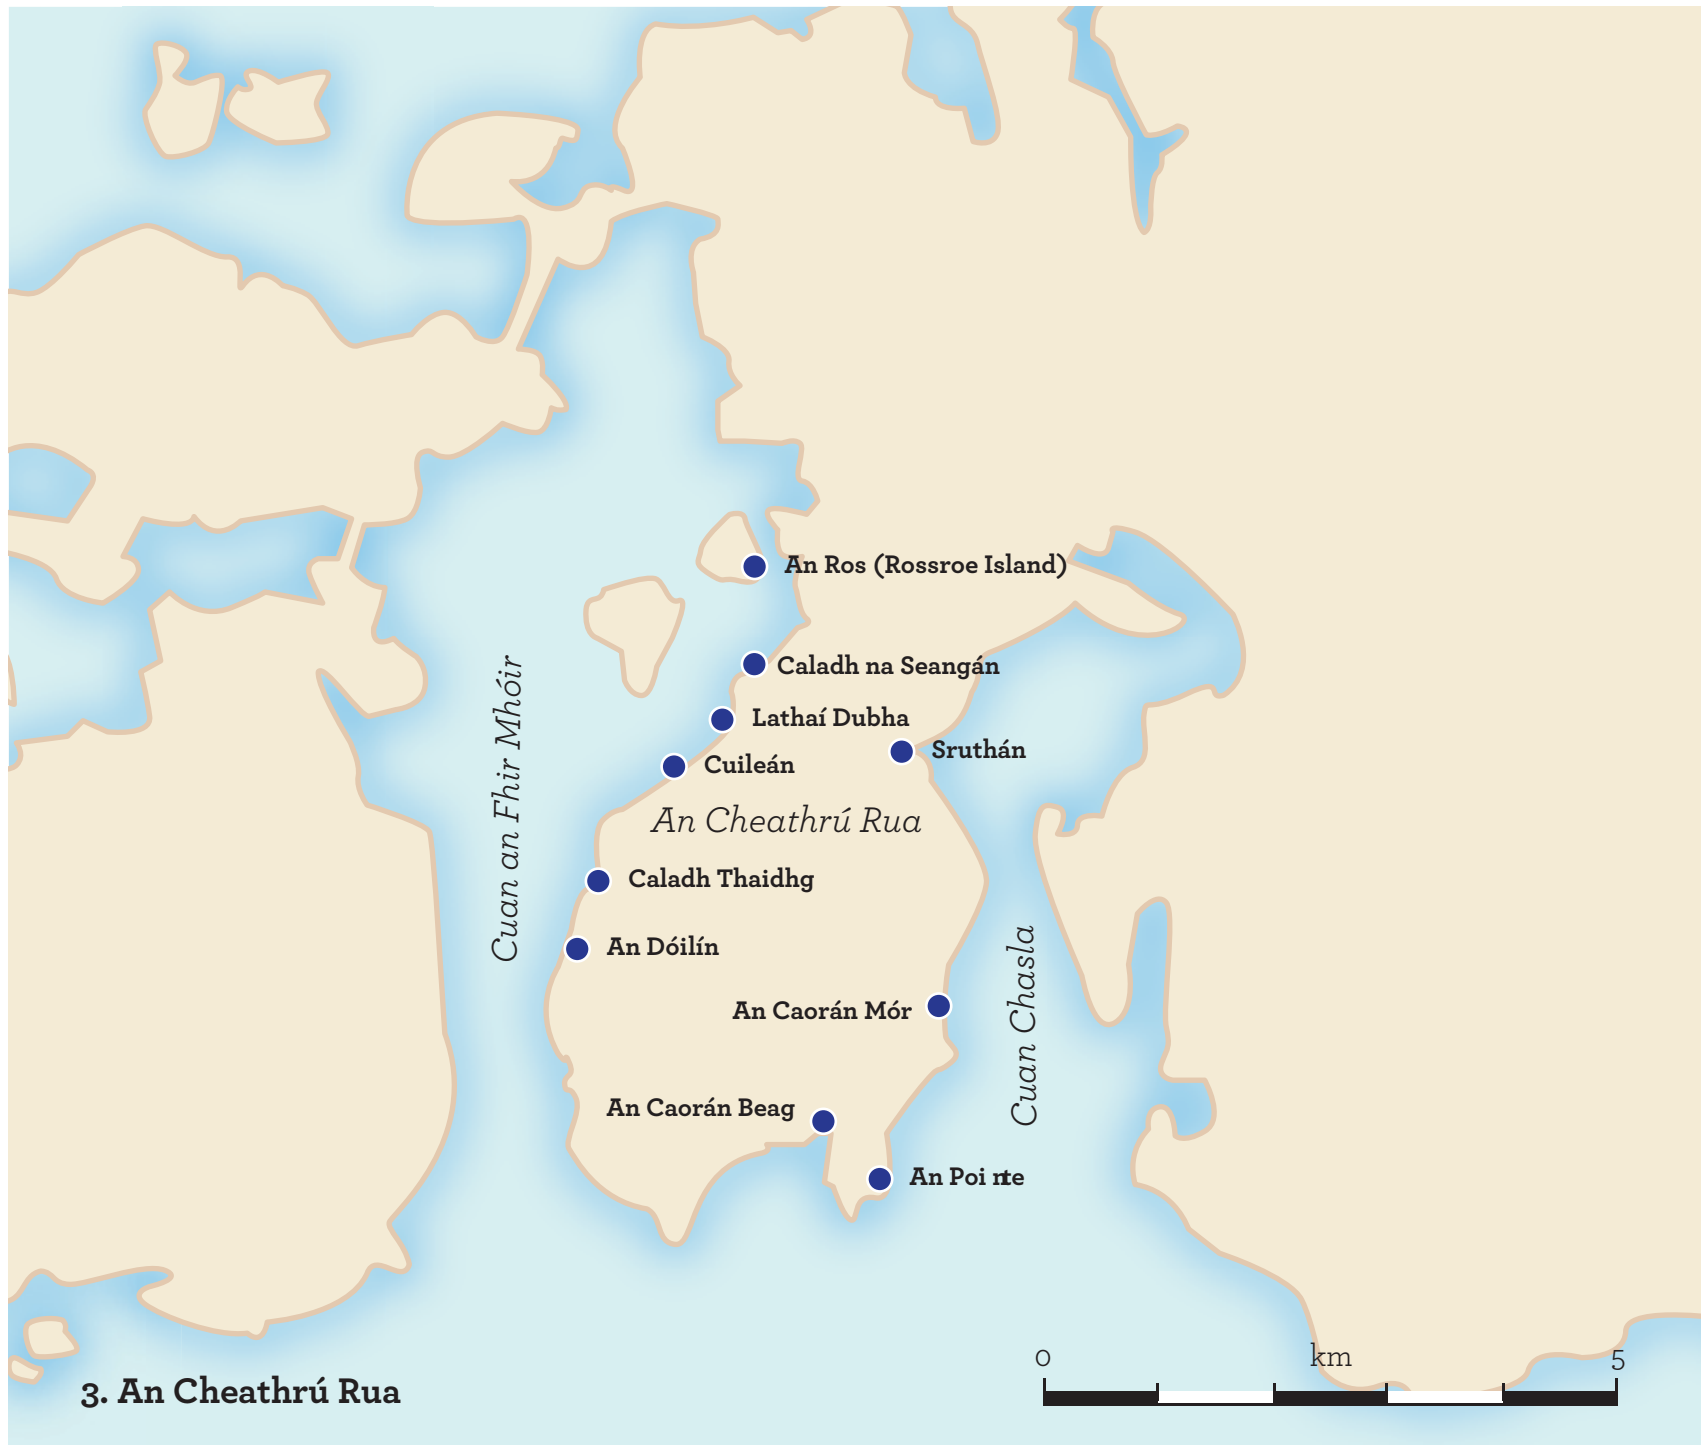 An Ros (Rossroe Island)
Caladh na Seangán
Lathaí Dubha
Sruthán
Cuileán
An Cheathrú Rua
Cuan an Fhir Mhóir
Caladh Thaidhg
An Dóilín
An Caorán Mór
Cuan Chasla
An Caorán Beag
An Poi nte
0 km 5
3. An Cheathrú Rua